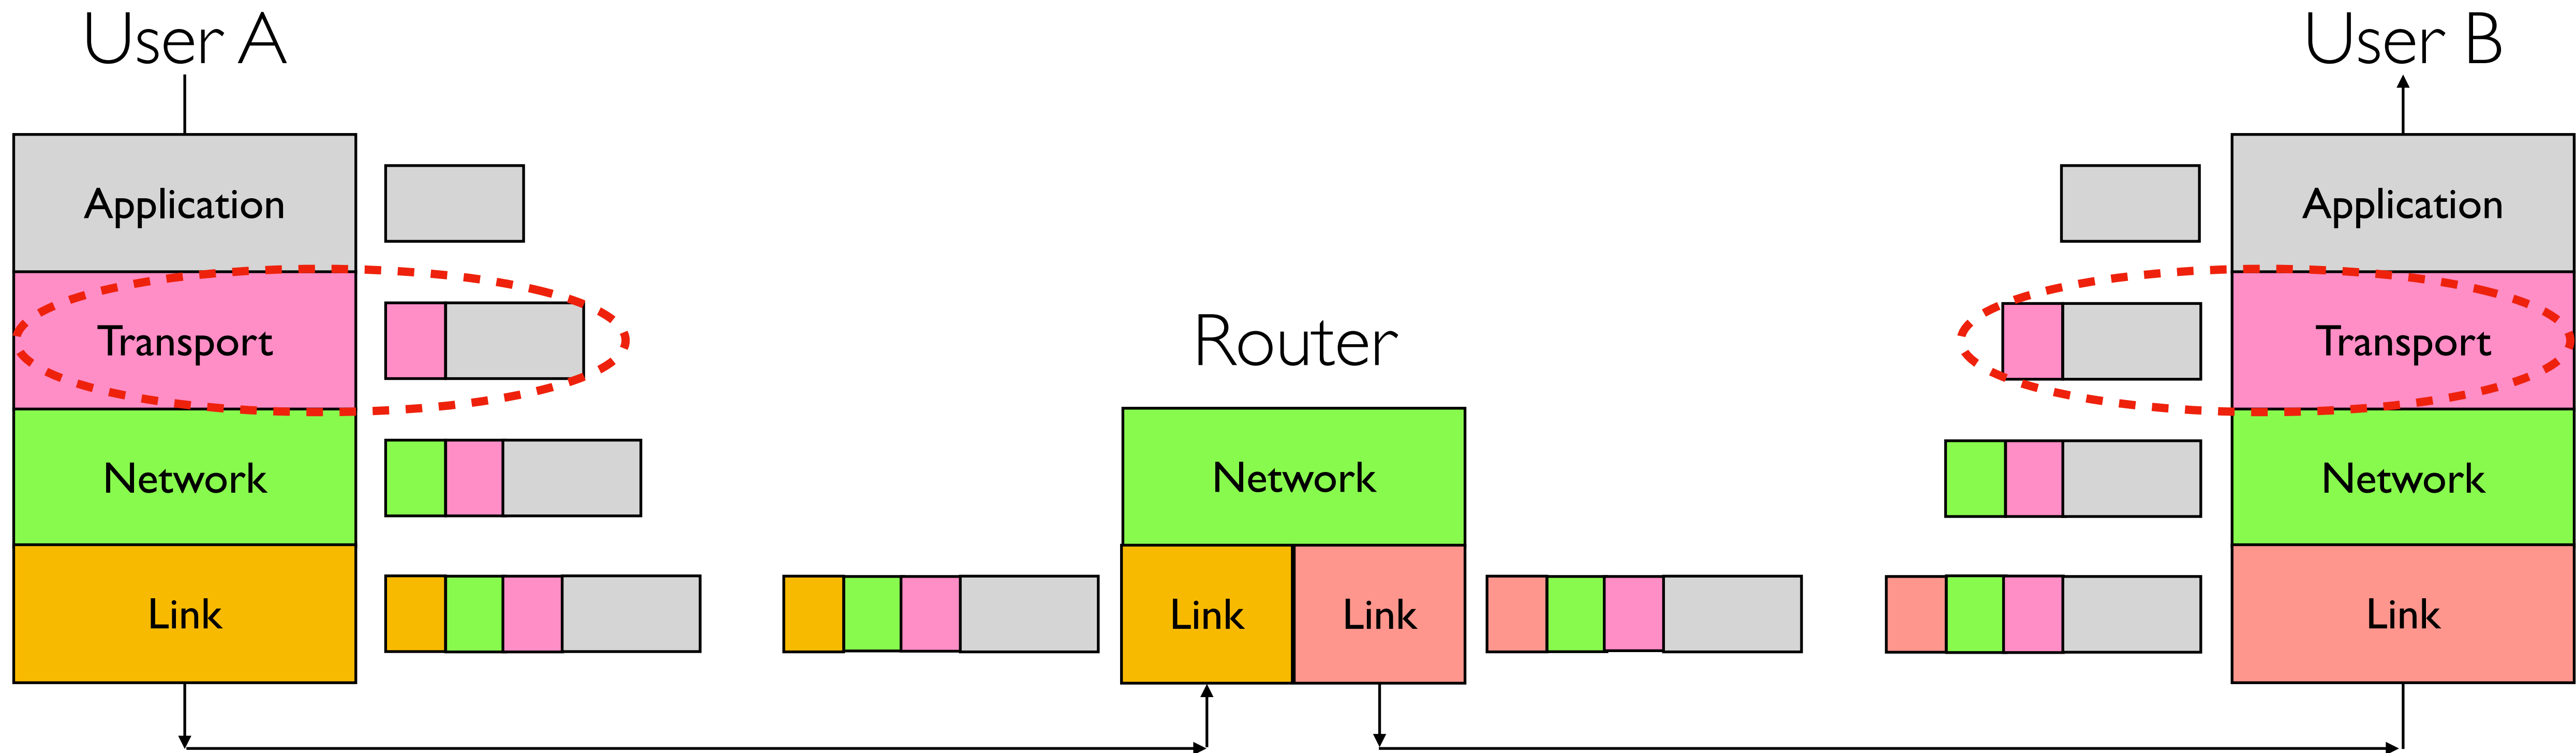 User A
User B
Application
Application
Transport
Router
Transport
Network
Network
Network
Link
Link
Link
Link